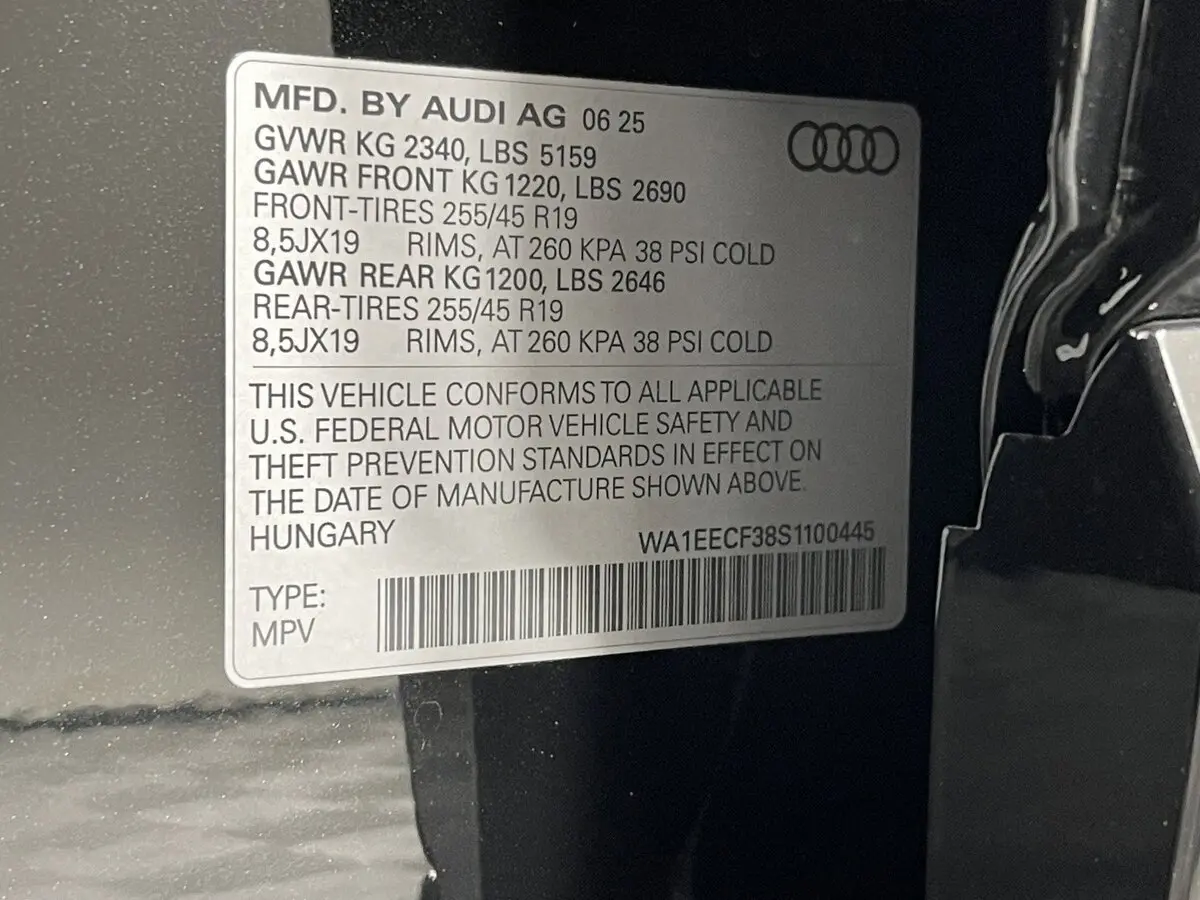 MFD. BY AUDI AG 06 25
GVWR KG 2340, LBS 5159
GAWR FRONT KG 1220, LBS 2690
FRONT-TIRES 255/45 R19
8,5JX19 RIMS, AT 260 KPA 38 PSI COLD
GAWR REAR KG 1200, LBS 2646
REAR-TIRES 255/45 R19
8,5JX19 RIMS, AT 260 KPA 38 PSI COLD
THIS VEHICLE CONFORMS TO ALL APPLICABLE
U.S. FEDERAL MOTOR VEHICLE SAFETY AND
THEFT PREVENTION STANDARDS IN EFFECT ON
THE DATE OF MANUFACTURE SHOWN ABOVE.
HUNGARY WA1EECF38S1100445
TYPE:
MPV